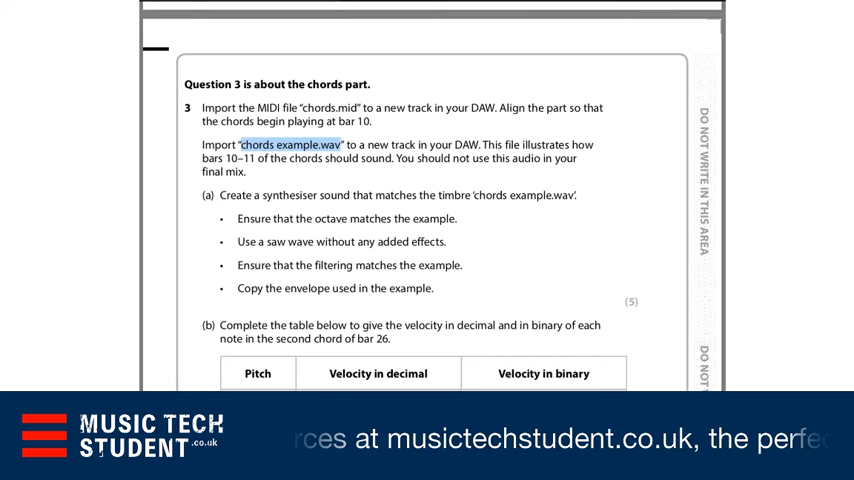 Question 3 is about the chords part.
3 Import the MIDI file “chords.mid” to a new track in your DAW. Align the part so that
the chords begin playing at bar 10.
Import “chords example.wav” to a new track in your DAW. This file illustrates how
bars 10–11 of the chords should sound. You should not use this audio in your
final mix.
(a) Create a synthesiser sound that matches the timbre ‘chords example.wav’.
• Ensure that the octave matches the example.
• Use a saw wave without any added effects.
• Ensure that the filtering matches the example.
• Copy the envelope used in the example.
(5)
(b) Complete the table below to give the velocity in decimal and in binary of each
note in the second chord of bar 26.
Pitch Velocity in decimal Velocity in binary
DO NOT WRITE IN THIS AREA
DO NOT
MUSIC TECH
STUDENT.co.uk
rces at musictechstudent.co.uk, the perfe